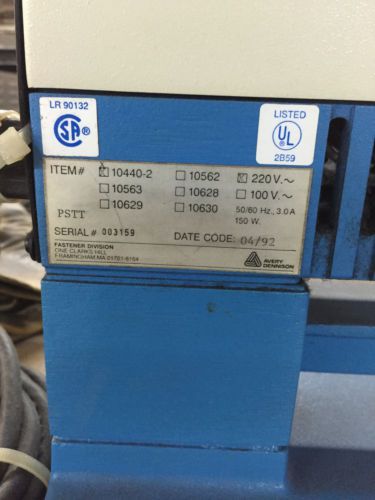 LR 90132
LISTED
SA ®
UL ®
2B59
ITEM# 10440-2 10562 220 V.~
10563 10628 100 V.~
10629 10630 50/60 Hz., 3.0 A
150 W.
PSTT
SERIAL # 003159 DATE CODE: 04/92
FASTENER DIVISION
ONE CLARKS HILL
FRAMINGHAM, MA 01701-8164
AVERY
DENNISON